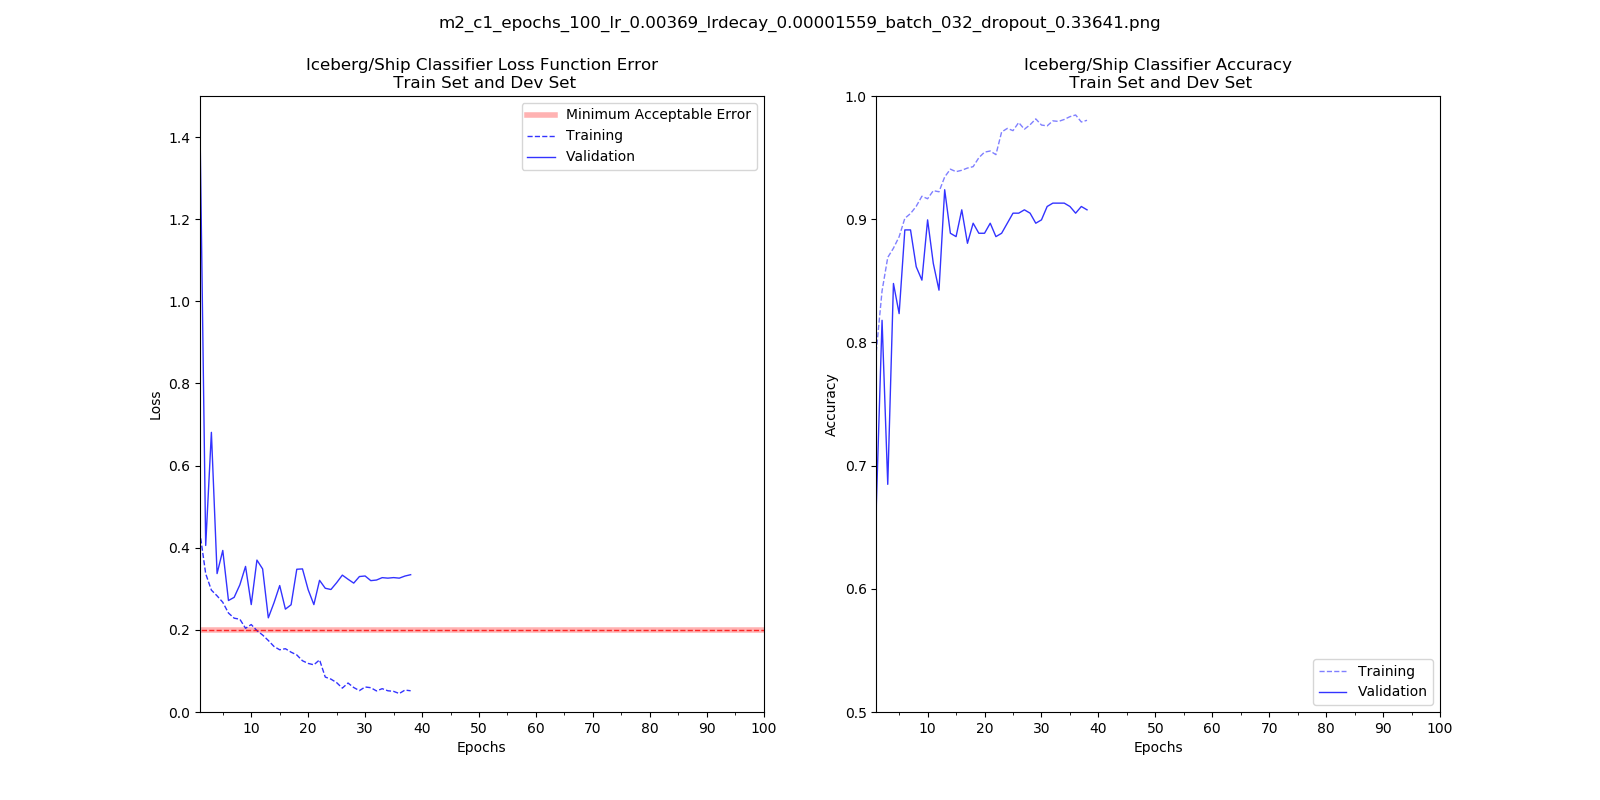 m2_c1_epochs_100_lr_0.00369_lrdecay_0.00001559_batch_032_dropout_0.33641.png
Iceberg/Ship Classifier Loss Function Error
Train Set and Dev Set
Minimum Acceptable Error
Training
Validation
1.4
1.2
1.0
0.8
0.6
0.4
0.2
0.0
Loss
10 20 30 40 50 60 70 80 90 100
Epochs
Iceberg/Ship Classifier Accuracy
Train Set and Dev Set
1.0
0.9
0.8
0.7
0.6
0.5
Accuracy
Training
Validation
10 20 30 40 50 60 70 80 90 100
Epochs